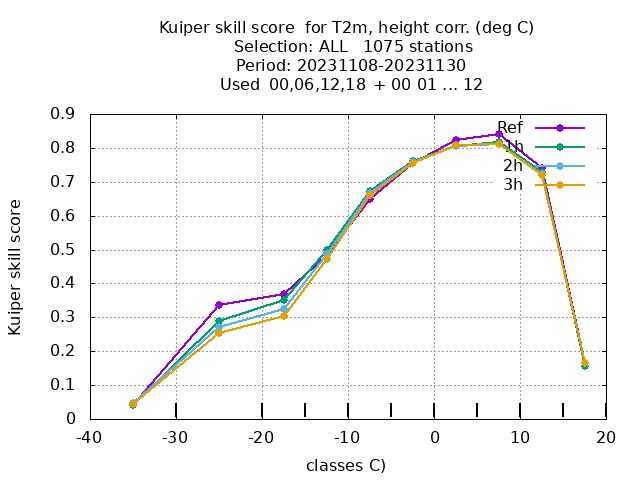 Kuiper skill score  for T2m, height corr. (deg C)
Selection: ALL   1075 stations
Period: 20231108-20231130
Used  00,06,12,18  + 00 01 ... 12
Ref
1h
2h
3h
Kuiper skill score
0.9
0.8
0.7
0.6
0.5
0.4
0.3
0.2
0.1
0
-40 -30 -20 -10 0 10 20
classes C)